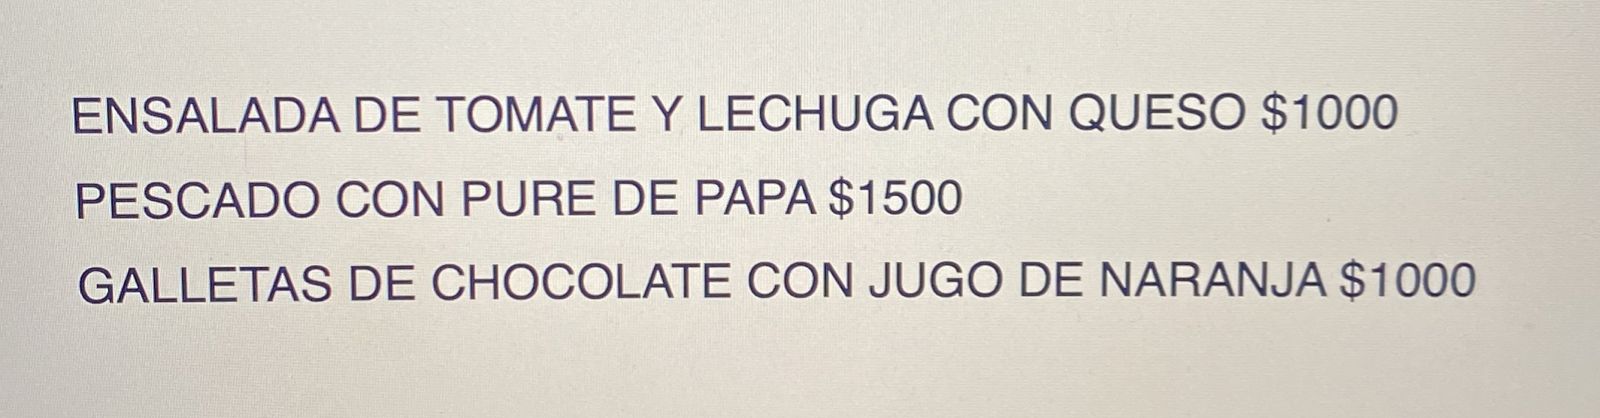 ENSALADA DE TOMATE Y LECHUGA CON QUESO $1000
PESCADO CON PURE DE PAPA $1500
GALLETAS DE CHOCOLATE CON JUGO DE NARANJA $1000